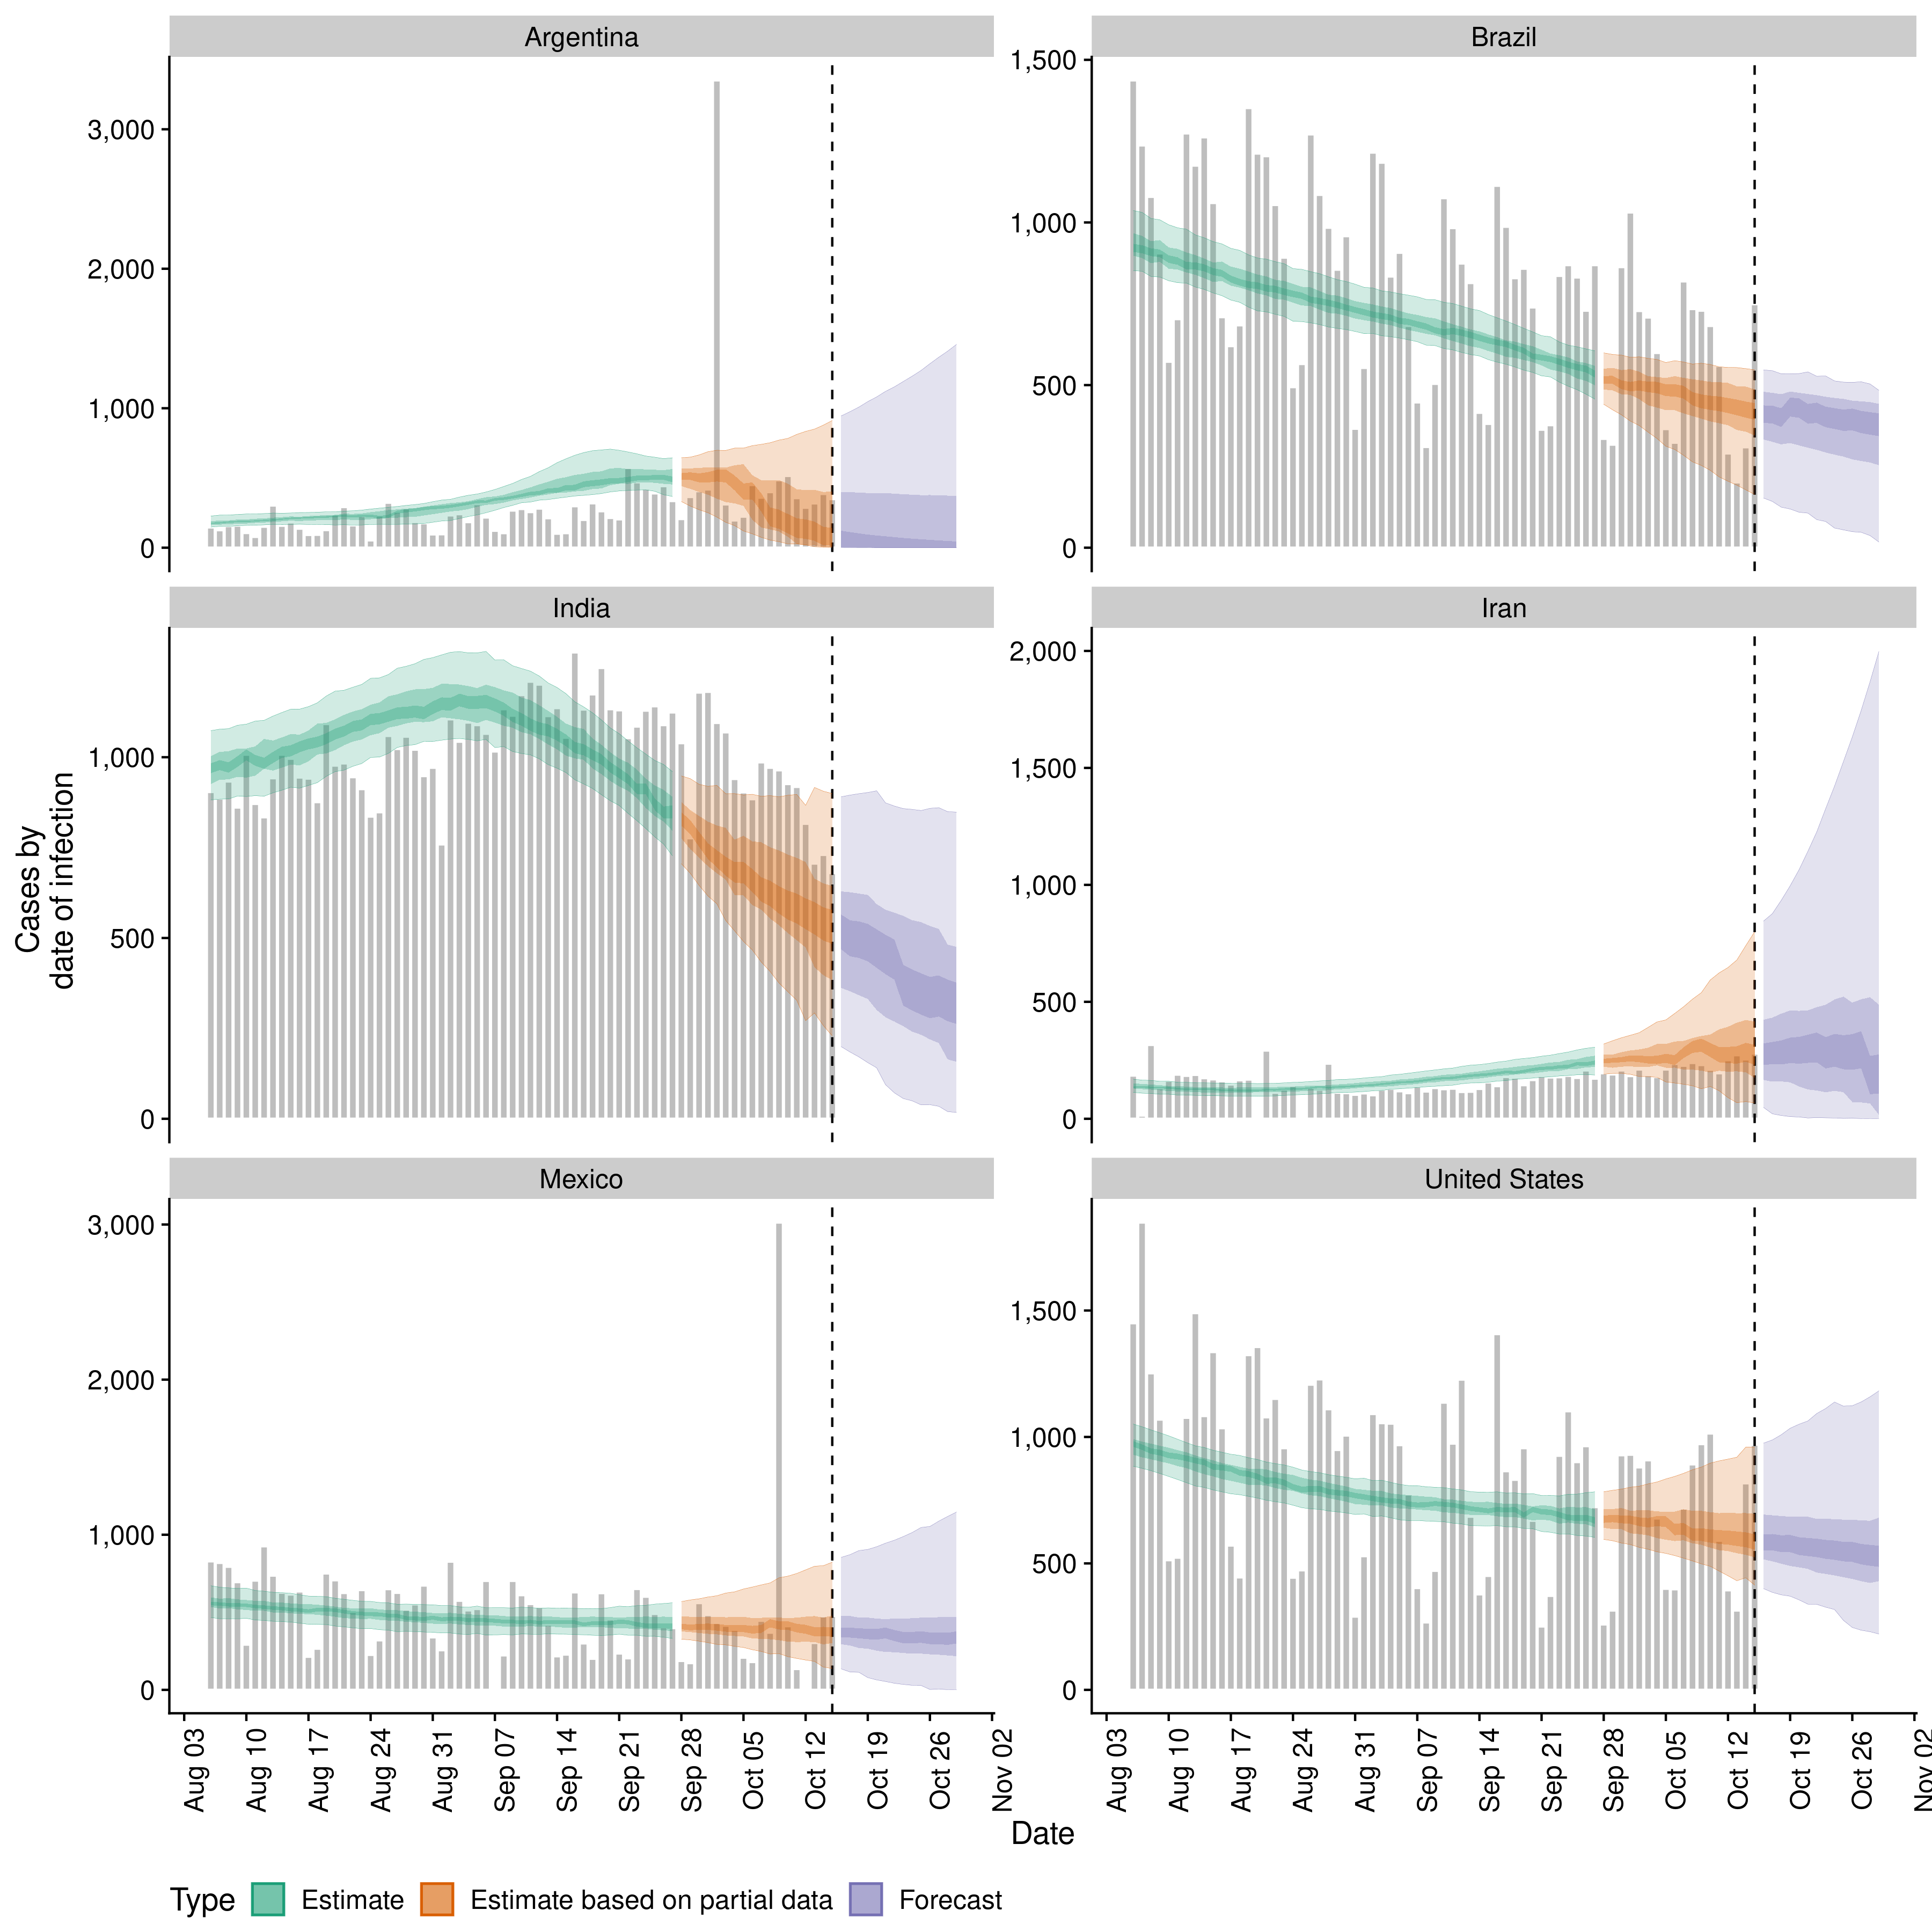 Argentina
Brazil
3,000
2,000
1,000
0
1,500
1,000
500
0
India
Iran
1,000
500
0
2,000
1,500
1,000
500
0
Mexico
United States
3,000
2,000
1,000
0
1,500
1,000
500
0
Cases by
date of infection
Aug 03
Aug 10
Aug 17
Aug 24
Aug 31
Sep 07
Sep 14
Sep 21
Sep 28
Oct 05
Oct 12
Oct 19
Oct 26
Nov 02
Aug 03
Aug 10
Aug 17
Aug 24
Aug 31
Sep 07
Sep 14
Sep 21
Sep 28
Oct 05
Oct 12
Oct 19
Oct 26
Nov 02
Date
Type Estimate Estimate based on partial data Forecast